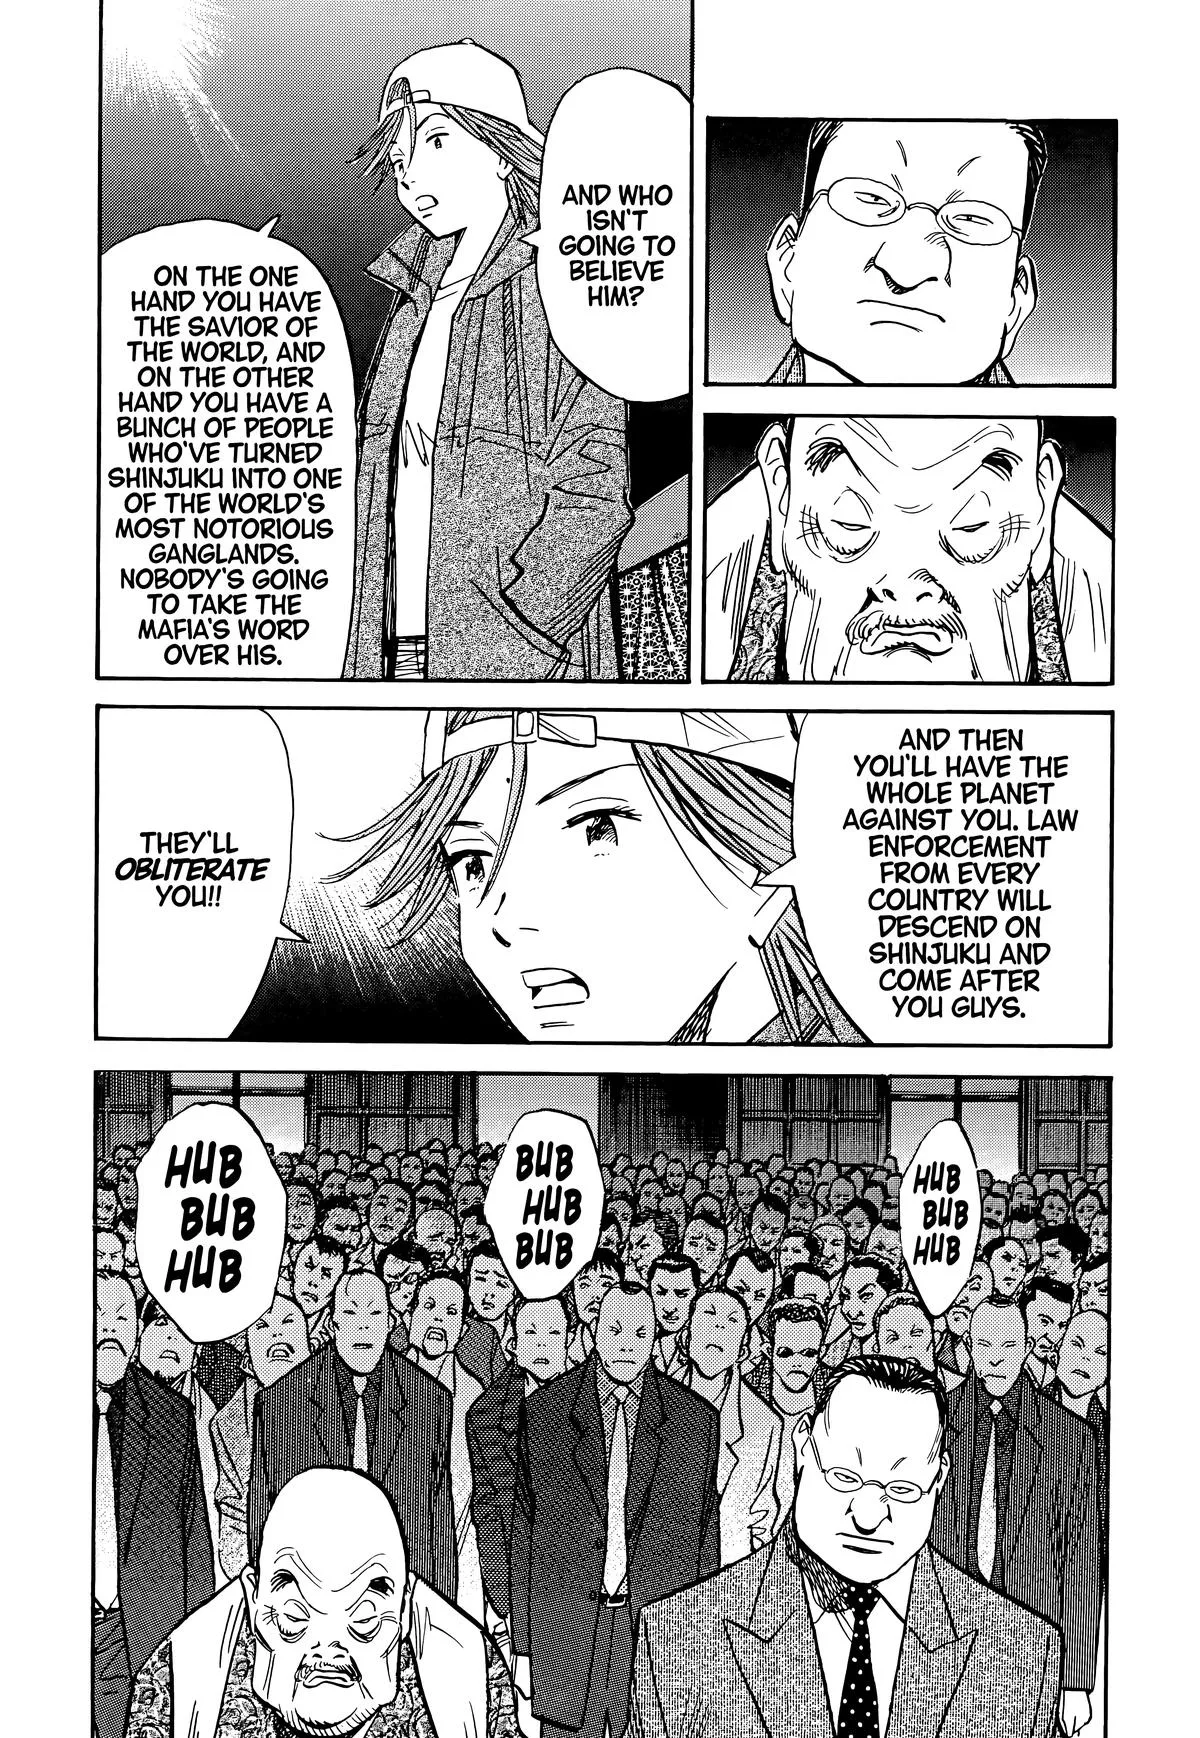 AND WHO
ISN'T
GOING TO
BELIEVE
HIM?
ON THE ONE
HAND YOU HAVE
THE SAVIOR OF
THE WORLD, AND
ON THE OTHER
HAND YOU HAVE A
BUNCH OF PEOPLE
WHO'VE TURNED
SHINJUKU INTO ONE
OF THE WORLD'S
MOST NOTORIOUS
GANGLANDS.
NOBODY'S GOING
TO TAKE THE
MAFIA'S WORD
OVER HIS.
AND THEN
YOU'LL HAVE THE
WHOLE PLANET
AGAINST YOU. LAW
ENFORCEMENT
FROM EVERY
COUNTRY WILL
DESCEND ON
SHINJUKU AND
COME AFTER
YOU GUYS.
THEY'LL
OBLITERATE
YOU!!
HUB
BUB
HUB
BUB
HUB
BUB
HUB
BUB
HUB